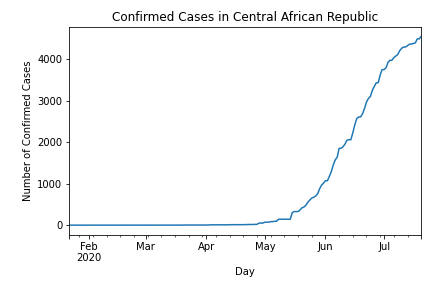 Confirmed Cases in Central African Republic
Number of Confirmed Cases
4000
3000
2000
1000
0
Feb
2020
Mar
Apr
May
Jun
Jul
Day